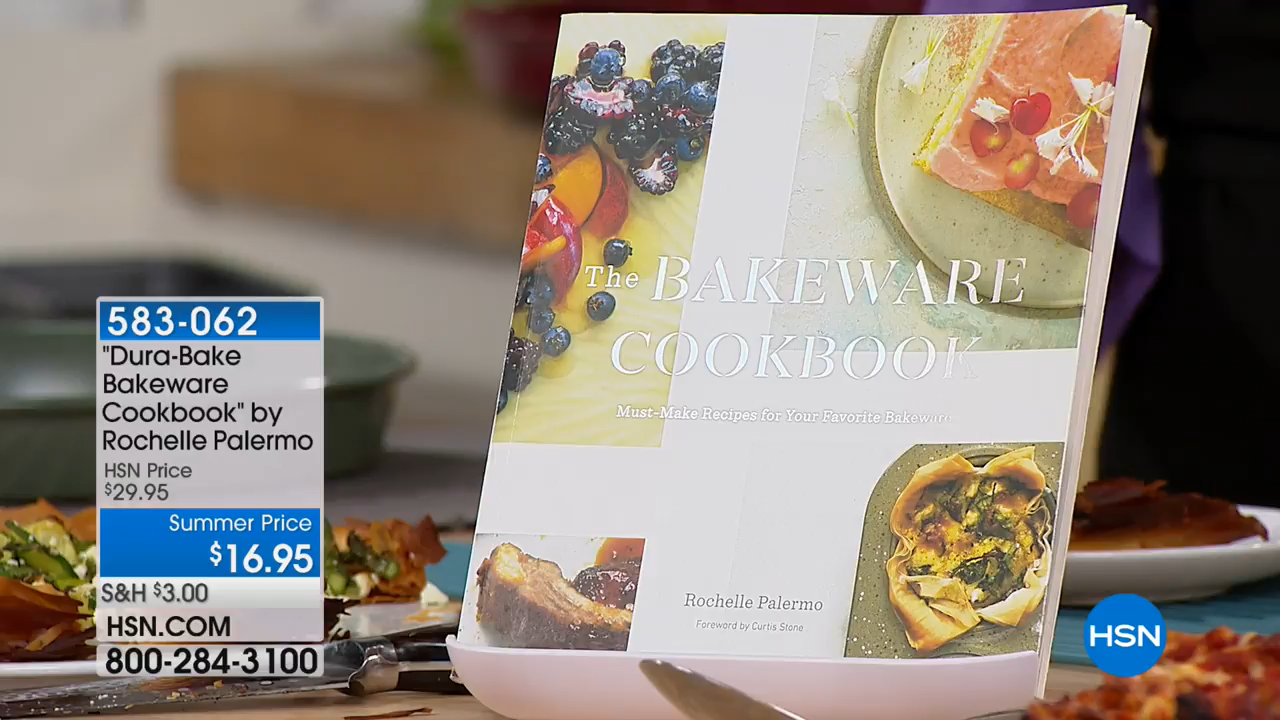 583-062
"Dura-Bake
Bakeware
Cookbook" by
Rochelle Palermo
HSN Price
$29.95
Summer Price
$16.95
S&H $3.00
HSN.COM
800-284-3100
The BAKEWARE
COOKBOOK
Must-Make Recipes for Your Favorite Bakeware
Rochelle Palermo
Foreword by Curtis Stone
HSN